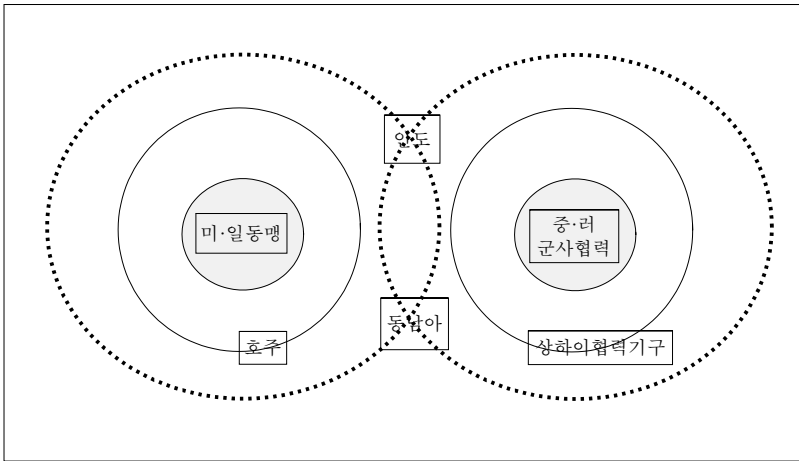 인도
미·일동맹
중·러
군사협력
동남아
호주
상하이협력기구